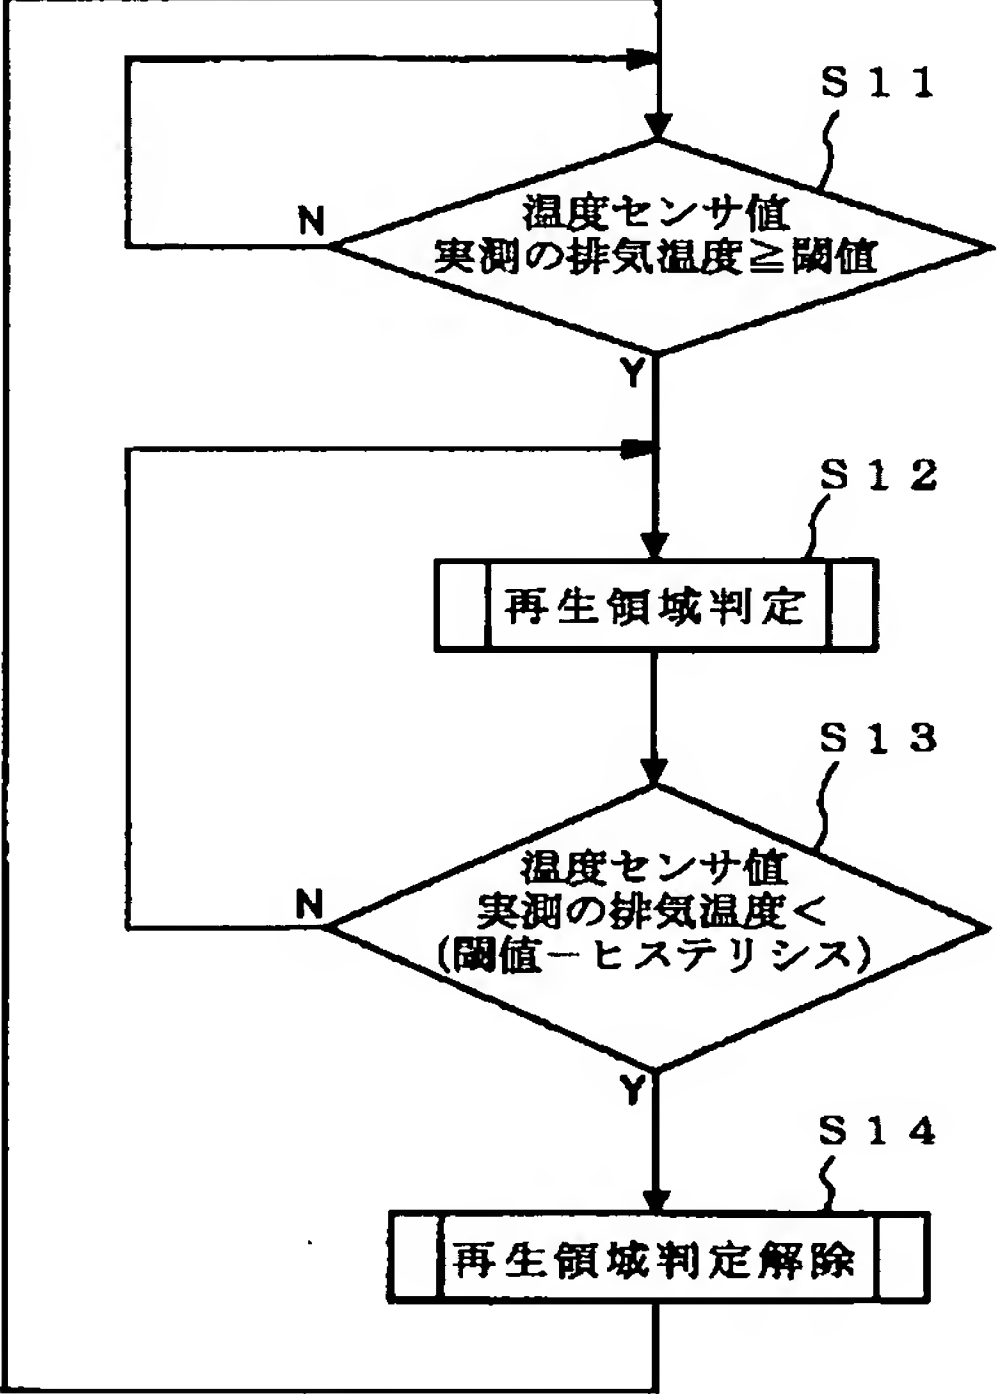 S11
温度センサ値
実測の排気温度≧閾値
N
Y
S12
再生領域判定
S13
温度センサ値
実測の排気温度<
(閾値-ヒステリシス)
N
Y
S14
再生領域判定解除